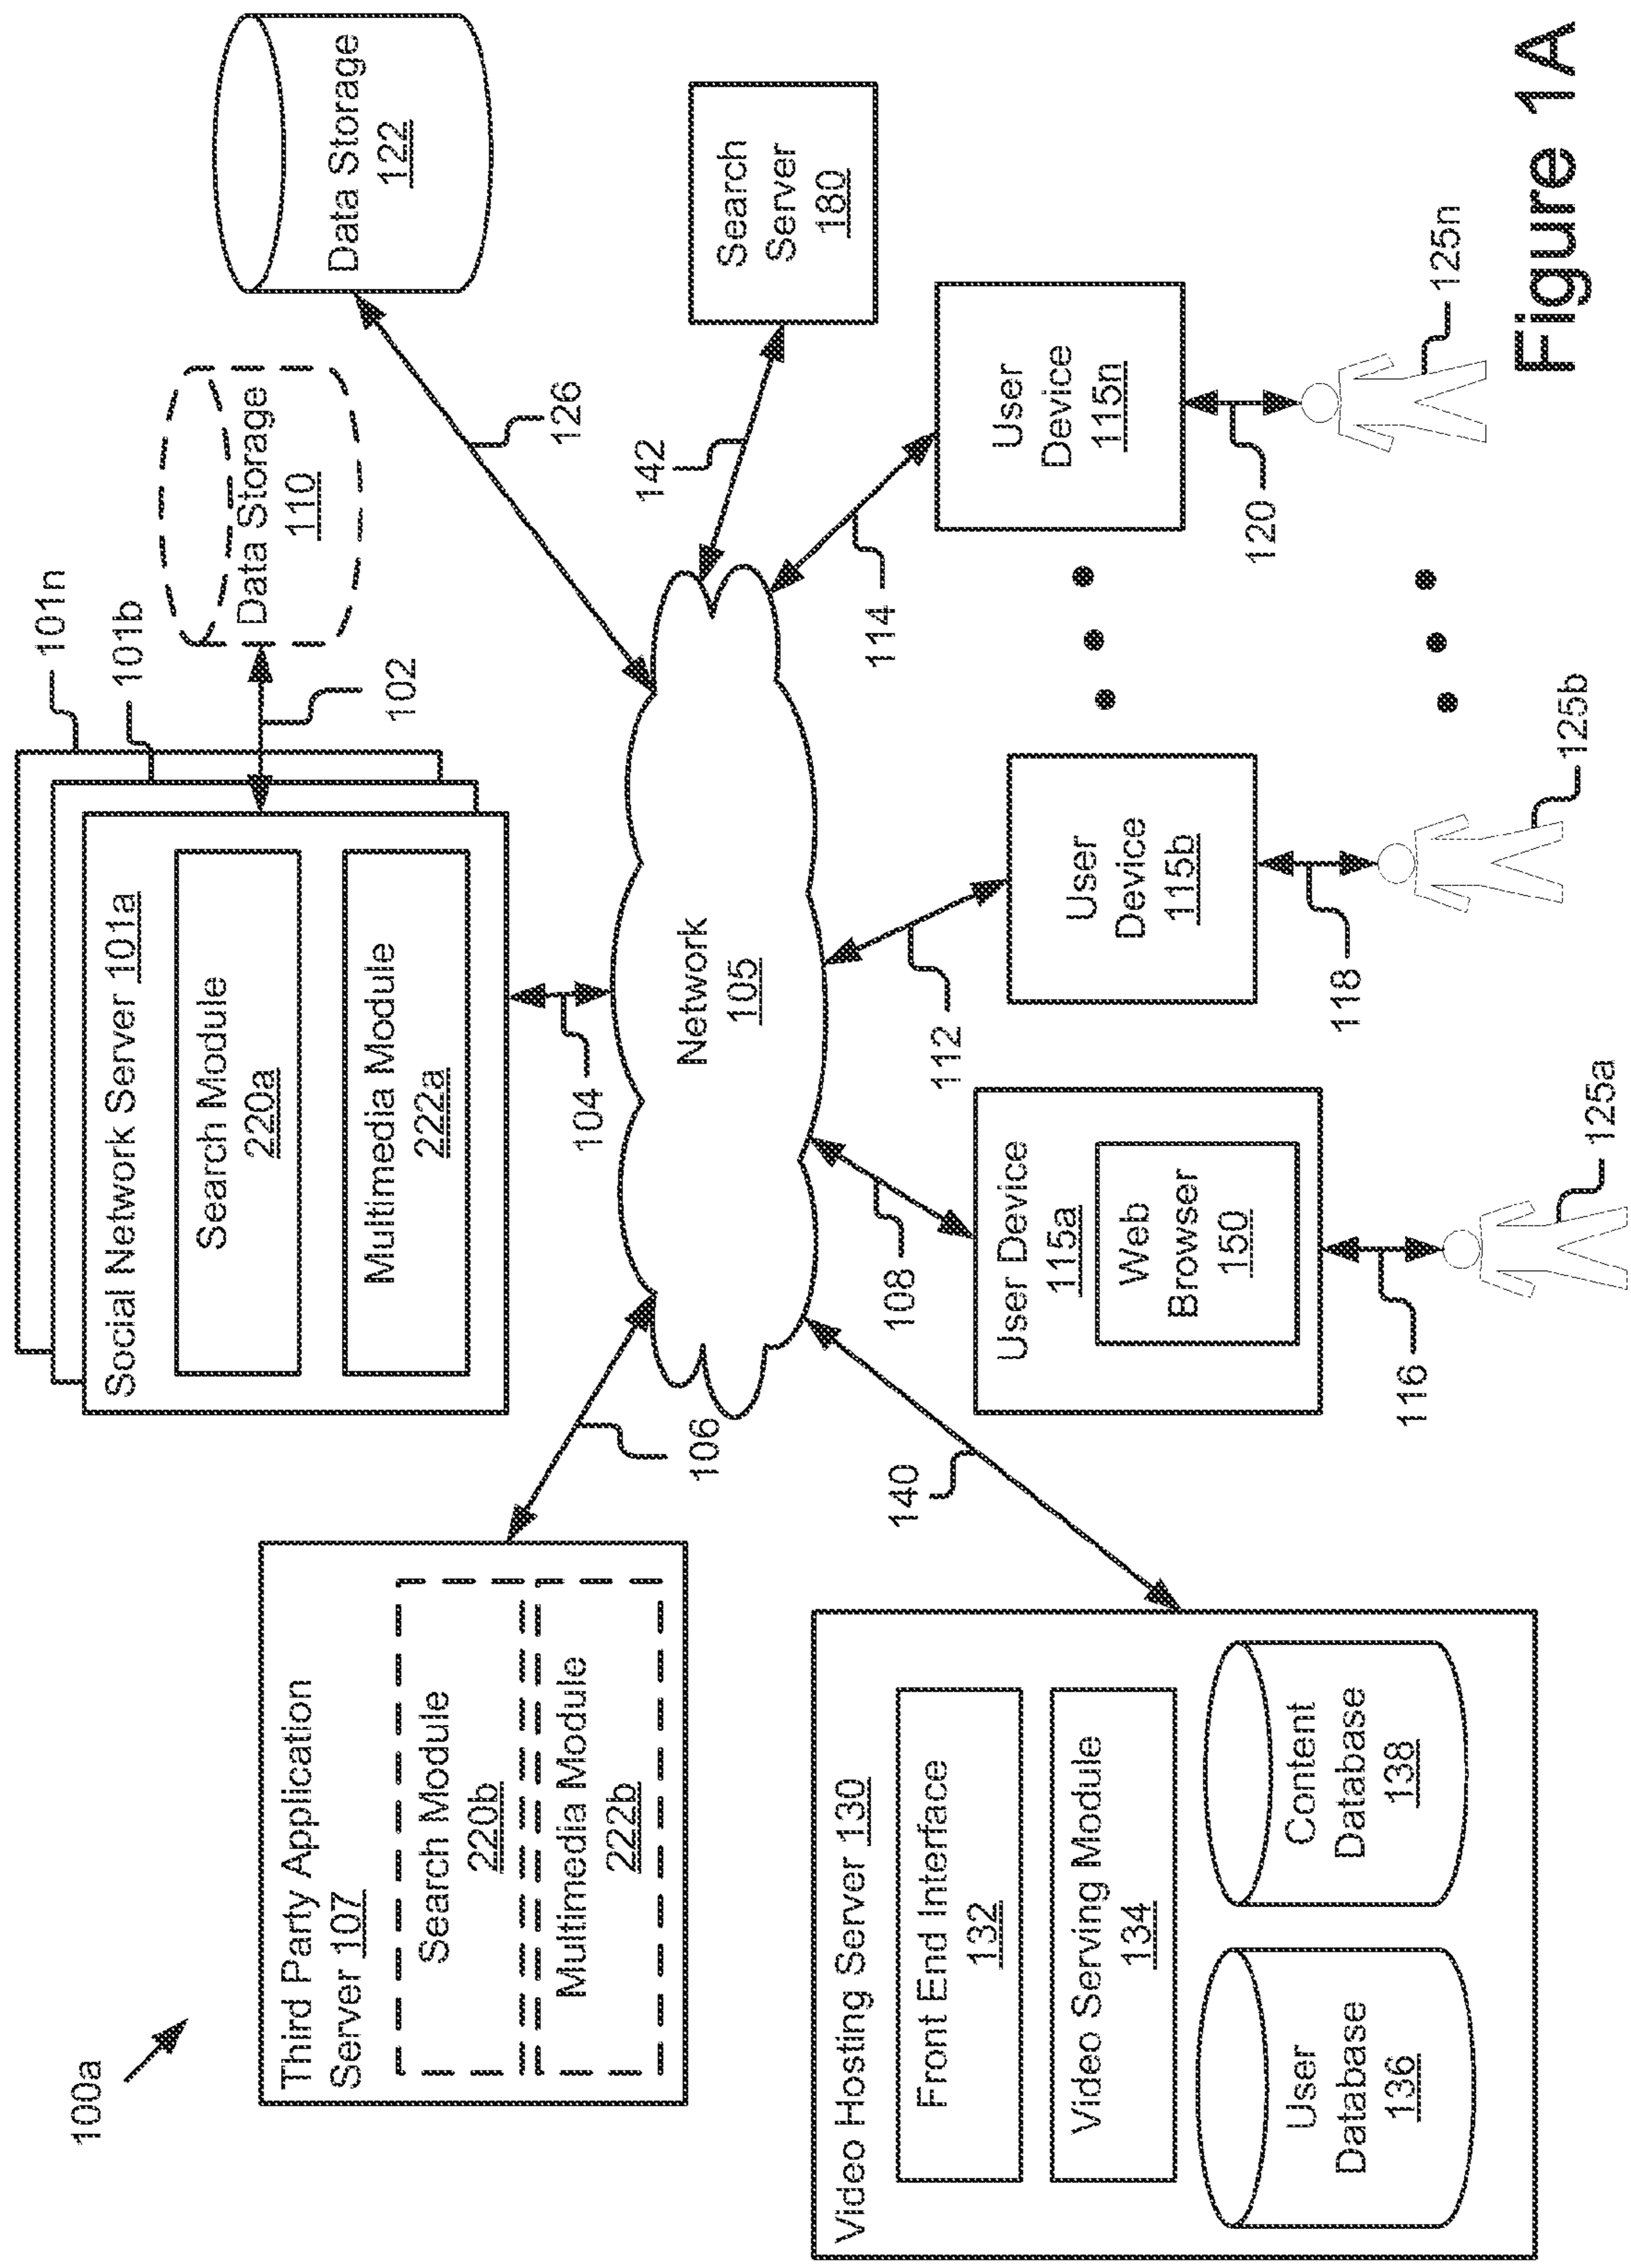 100a
Third Party Application
Server 107
Search Module
220b
Multimedia Module
222b
106
101n
101b
Social Network Server 101a
Search Module
220a
Multimedia Module
222a
102
104
Data Storage
110
Data Storage
122
126
Network
105
142
Search
Server
180
Video Hosting Server 130
Front End Interface
132
Video Serving Module
134
User
Database
136
Content
Database
138
140
108
User Device
115a
Web
Browser
150
116
125a
112
User
Device
115b
118
125b
114
User
Device
115n
120
125n
Figure 1A